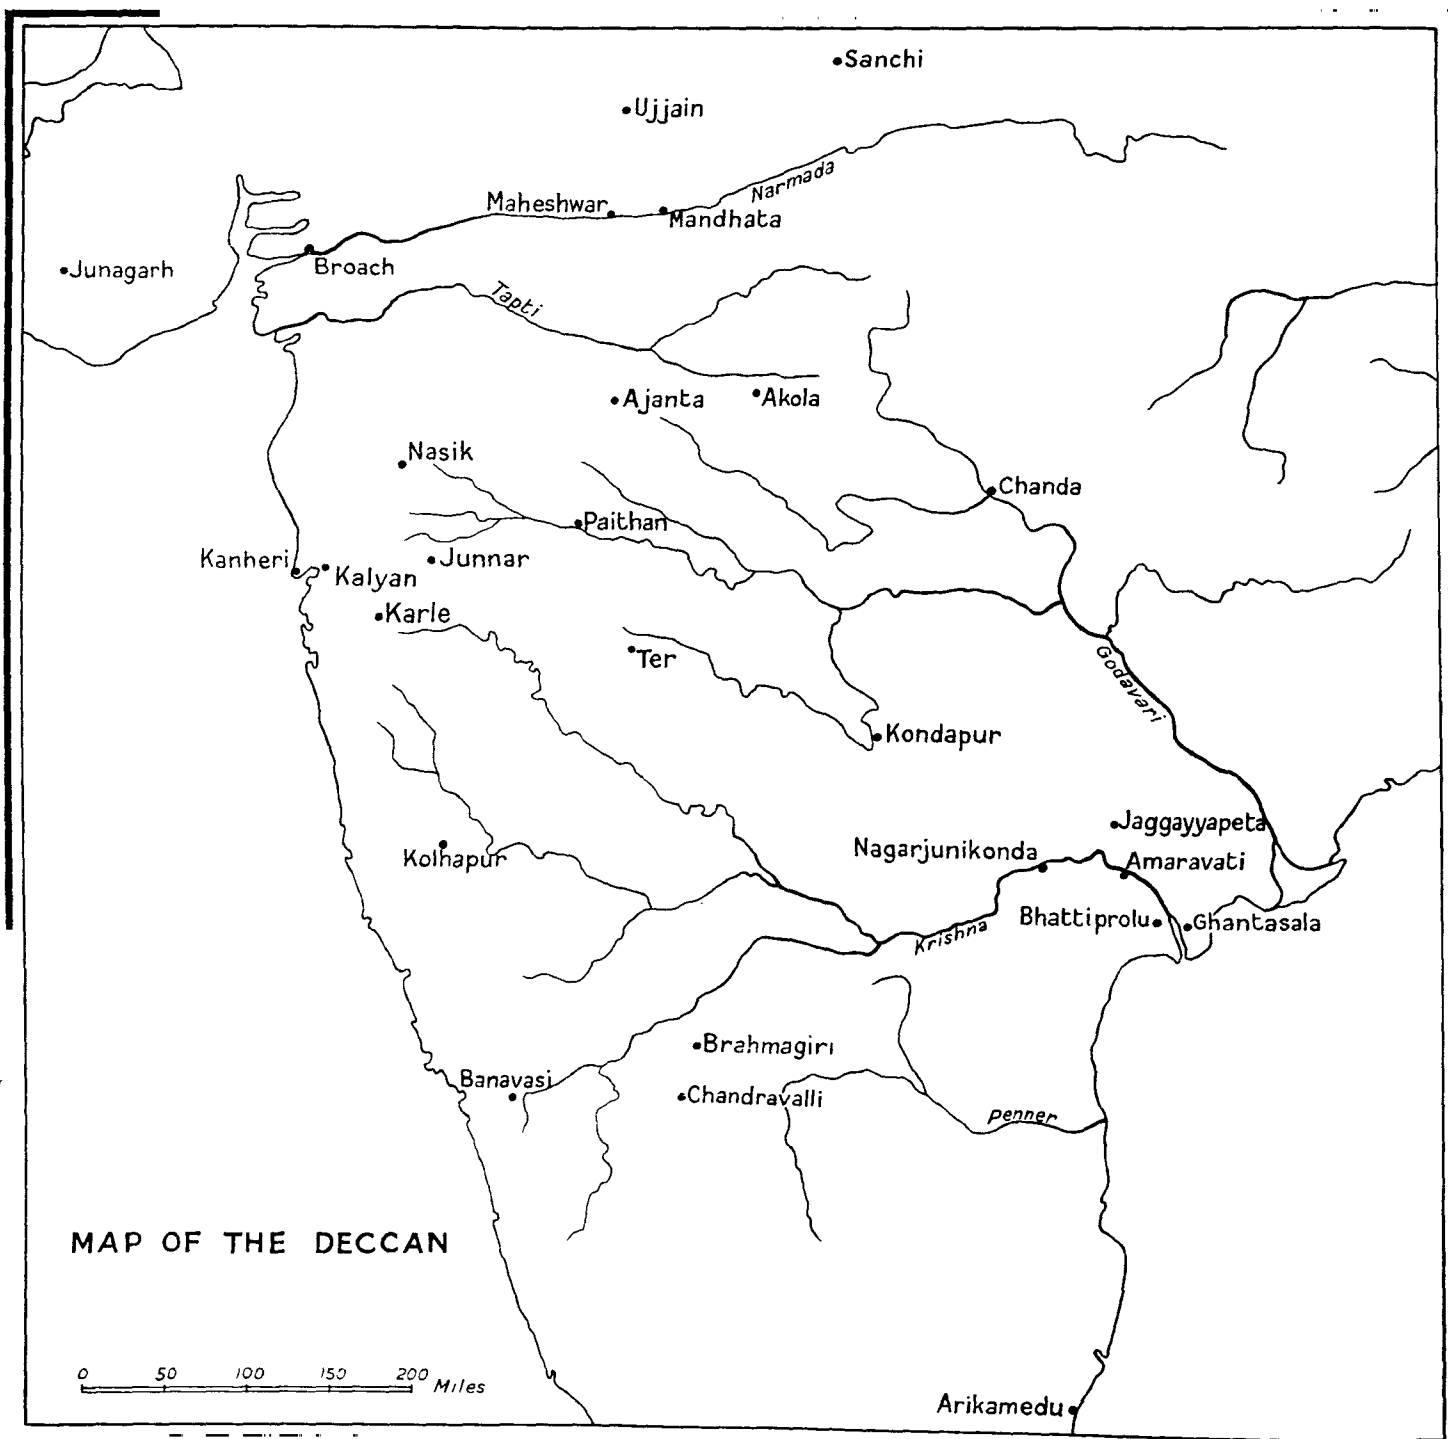 Sanchi
Ujjain
Narmada
Maheshwar
Mandhata
Junagarh
Broach
Tapti
Ajanta
Akola
Nasik
Chanda
Paithan
Kanheri
Junnar
Kalyan
Karle
Ter
Godavari
Kondapur
Jaggayyapeta
Nagarjunikonda
Kolhapur
Amaravati
Bhattiprolu
Ghantasala
Krishna
Brahmagiri
Banavasi
Chandravalli
Penner
MAP OF THE DECCAN
0 50 100 150 200 Miles
Arikamedu